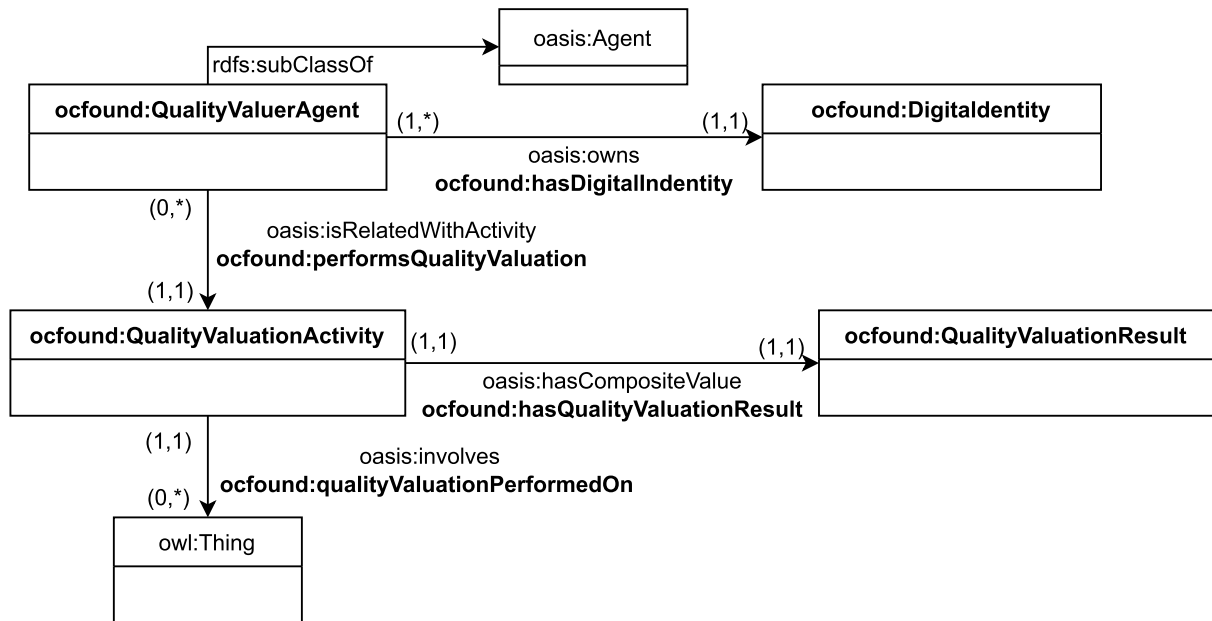 oasis:Agent
rdfs:subClassOf
ocfound:QualityValuerAgent
ocfound:DigitaIdentity
(1,*)
(1,1)
oasis:owns
ocfound:hasDigitalIndentity
(0,*)
oasis:isRelatedWithActivity
ocfound:performsQualityValuation
(1,1)
ocfound:QualityValuationActivity
ocfound:QualityValuationResult
(1,1)
(1,1)
oasis:hasCompositeValue
ocfound:hasQualityValuationResult
(1,1)
oasis:involves
ocfound:qualityValuationPerformedOn
(0,*)
owl:Thing